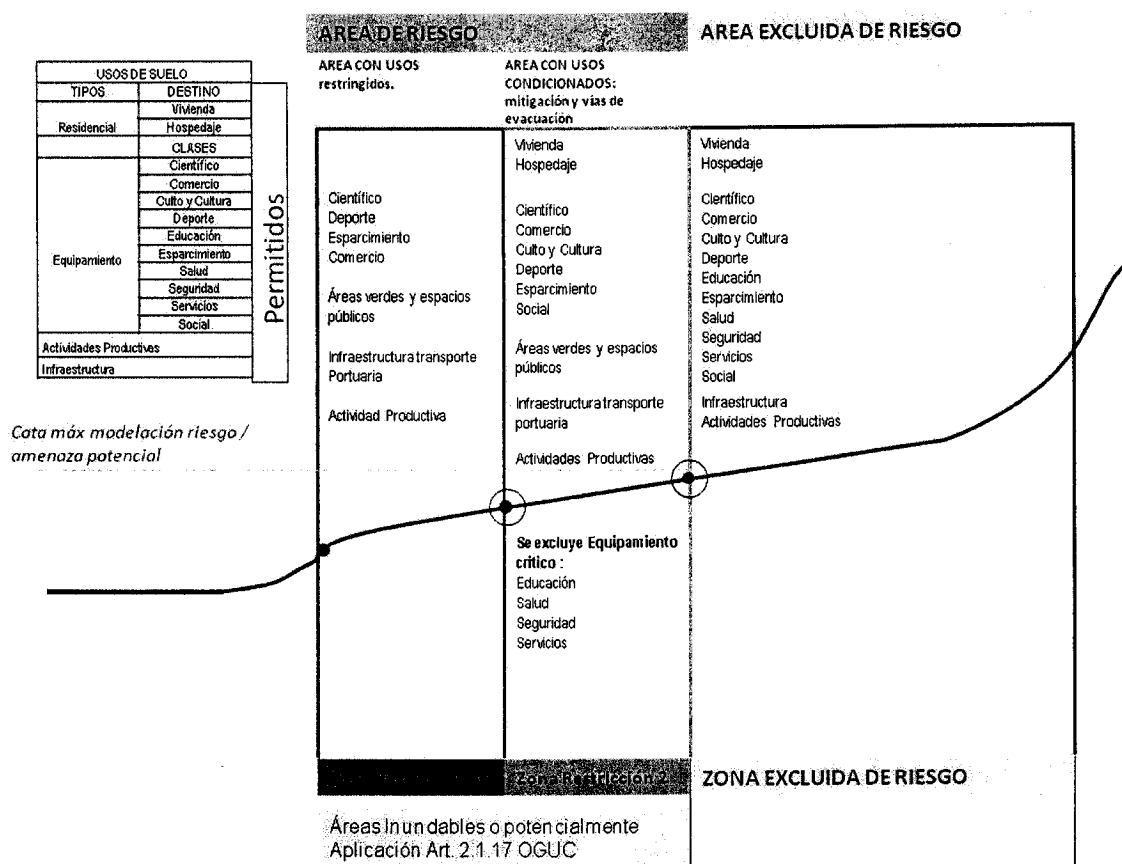 AREA DE RIESGO
AREA EXCLUIDA DE RIESGO
AREA CON USOS
restringidos.
AREA CON USOS
CONDICIONADOS:
mitigación y vías de
evacuación
USOS DE SUELO
TIPOS
DESTINO
Residencial
Vivienda
Hospedaje
CLASES
Equipamiento
Científico
Comercio
Culto y Cultura
Deporte
Educación
Esparcimiento
Salud
Seguridad
Servicios
Social
Actividades Productivas
Infraestructura
Permitidos
Científico
Deporte
Esparcimiento
Comercio
Áreas verdes y espacios
públicos
Infraestructura transporte
Portuaria
Actividad Productiva
Vivienda
Hospedaje
Científico
Comercio
Culto y Cultura
Deporte
Esparcimiento
Social
Áreas verdes y espacios
públicos
Infraestructura transporte
portuaria
Actividades Productivas
Vivienda
Hospedaje
Científico
Comercio
Culto y Cultura
Deporte
Educación
Esparcimiento
Salud
Seguridad
Servicios
Social
Infraestructura
Actividades Productivas
Cata máx modelación riesgo /
amenaza potencial
Se excluye Equipamiento
critico :
Educación
Salud
Seguridad
Servicios
Zona Restricción 2
ZONA EXCLUIDA DE RIESGO
Áreas Inundables o potencialmente
Aplicación Art. 2.1.17 OGUC